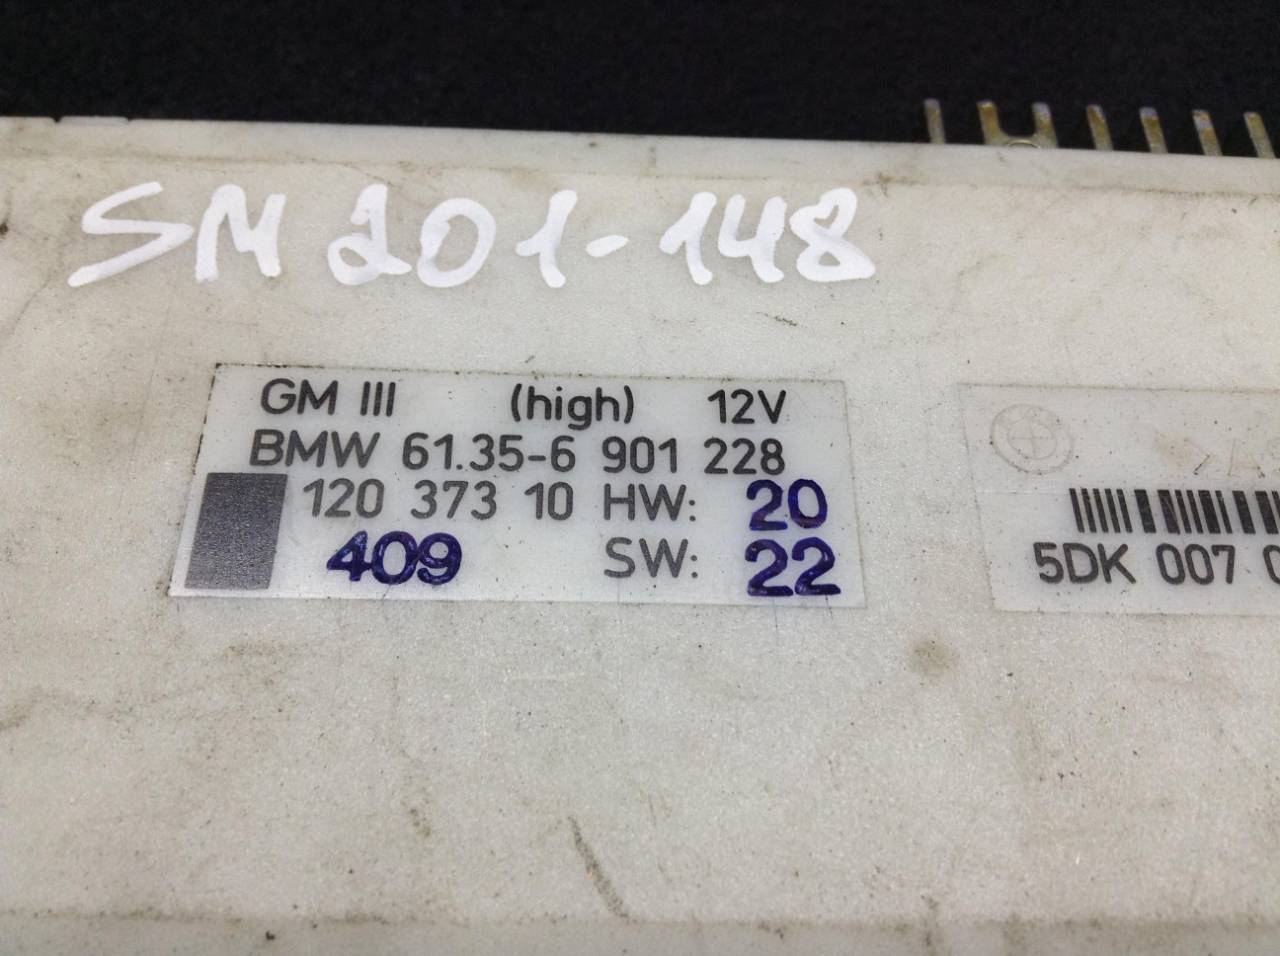 SM 201-148
GM III (high) 12V
BMW 61.35-6 901 228
120 373 10 HW: 20
409 SW: 22
5DK 007